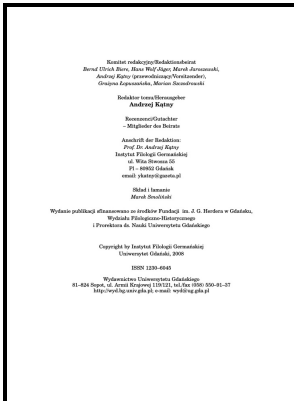 Komitet redakcyjny/Redaktionsbeirat
Bernd Ulrich Biere, Hans Wolf Jäger, Marek Jaroszewski,
Andrzej Kątny (przewodniczący/Vorsitzender),
Grażyna Łopuszańska, Marian Szczodrowski
Redaktor tomu/Herausgeber
Andrzej Kątny
Recenzenci/Gutachter
– Mitglieder des Beirats
Anschrift der Redaktion:
Prof. Dr. Andrzej Kątny
Instytut Filologii Germańskiej
ul. Wita Stwosza 55
Pl – 80952 Gdańsk
email: ykatny@gazeta.pl
Skład i łamanie
Marek Smoliński
Wydanie publikacji sfinansowano ze środków Fundacji im. J. G. Herdera w Gdańsku,
Wydziału Filologiczno-Historycznego
i Prorektora ds. Nauki Uniwersytetu Gdańskiego
Copyright by Instytut Filologii Germańskiej
Uniwersytet Gdański, 2008
ISSN 1230–6045
Wydawnictwo Uniwersytetu Gdańskiego
81–824 Sopot, ul. Armii Krajowej 119/121, tel./fax (058) 550–91–37
http://wyd.bg.univ.gda.pl; e-mail: wyd@ug.gda.pl